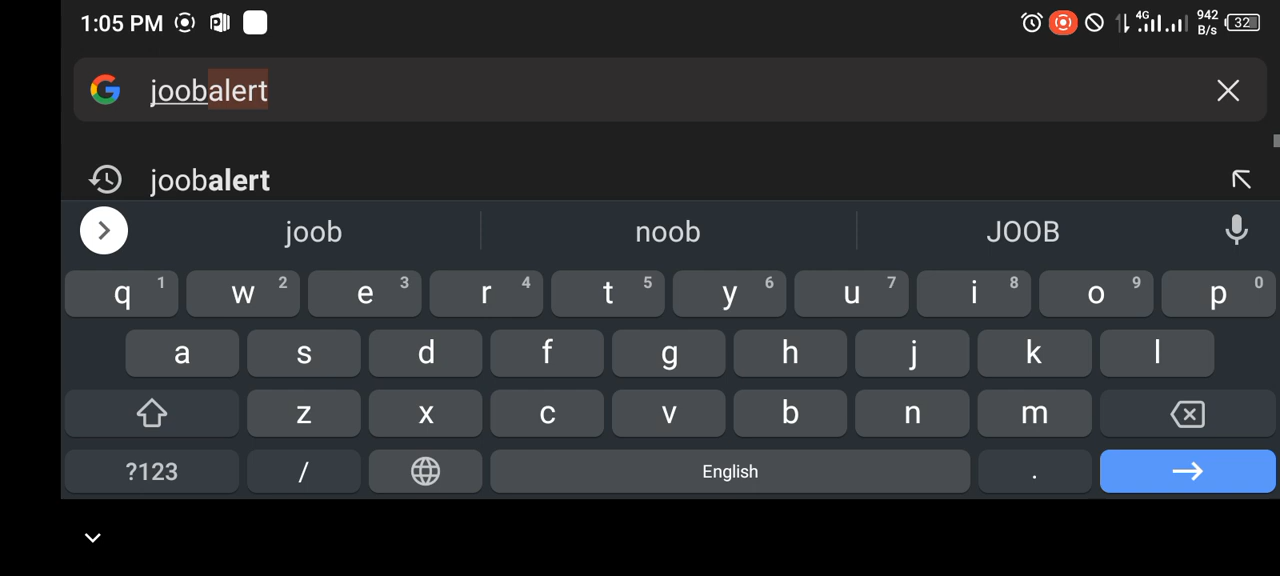 1:05 PM 4G 942 B/s 32
joobalert
joobalert
joob noob JOOB
q 1 w 2 e 3 r 4 t 5 y 6 u 7 i 8 o 9 p 0
a s d f g h j k l
z x c v b n m
?123 / English .